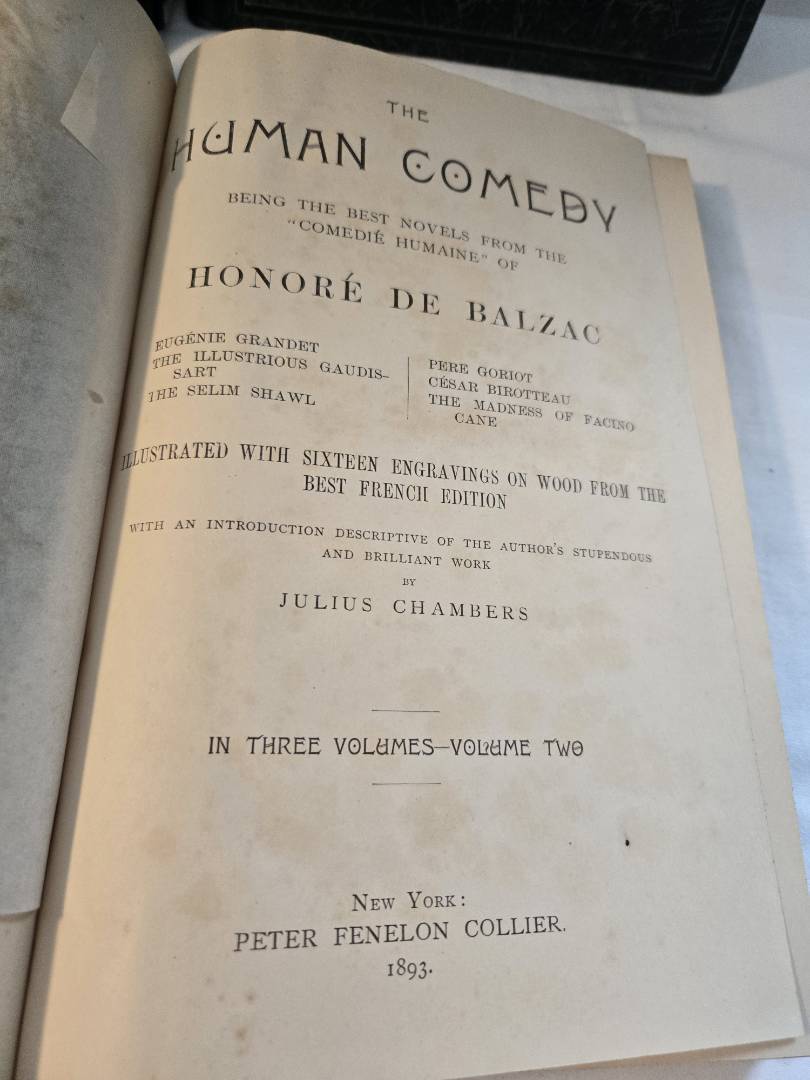 THE
HUMAN COMEDY
BEING THE BEST NOVELS FROM THE
"COMEDIÉ HUMAINE" OF
HONORÉ DE BALZAC
EUGÉNIE GRANDET
THE ILLUSTRIOUS GAUDIS-
SART
THE SELIM SHAWL
PERE GORIOT
CÉSAR BIROTTEAU
THE MADNESS OF FACINO
CANE
ILLUSTRATED WITH SIXTEEN ENGRAVINGS ON WOOD FROM THE
BEST FRENCH EDITION
WITH AN INTRODUCTION DESCRIPTIVE OF THE AUTHOR'S STUPENDOUS
AND BRILLIANT WORK
BY
JULIUS CHAMBERS
IN THREE VOLUMES—VOLUME TWO
NEW YORK:
PETER FENELON COLLIER.
1893.